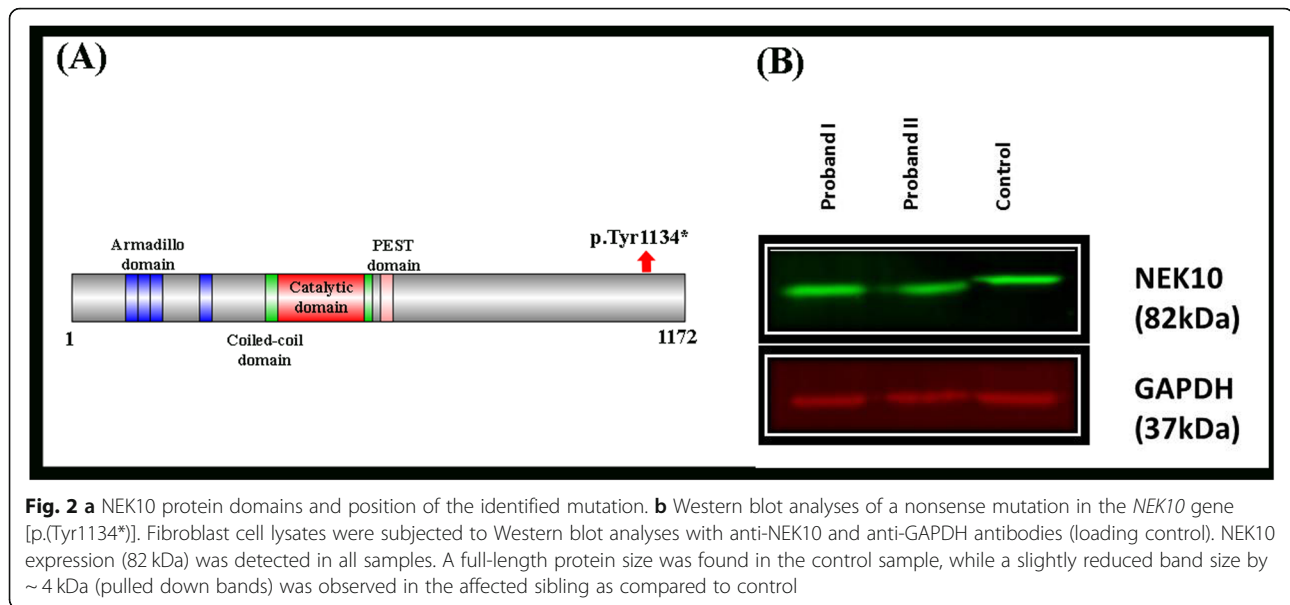 (A)
(B)
Proband I
Proband II
Control
Armadillo
domain
PEST
domain
p.Tyr1134*
Catalytic
domain
1
1172
Coiled-coil
domain
NEK10
(82kDa)
GAPDH
(37kDa)
Fig. 2 a NEK10 protein domains and position of the identified mutation. b Western blot analyses of a nonsense mutation in the NEK10 gene
[p.(Tyr1134*)]. Fibroblast cell lysates were subjected to Western blot analyses with anti-NEK10 and anti-GAPDH antibodies (loading control). NEK10
expression (82 kDa) was detected in all samples. A full-length protein size was found in the control sample, while a slightly reduced band size by
~ 4 kDa (pulled down bands) was observed in the affected sibling as compared to control